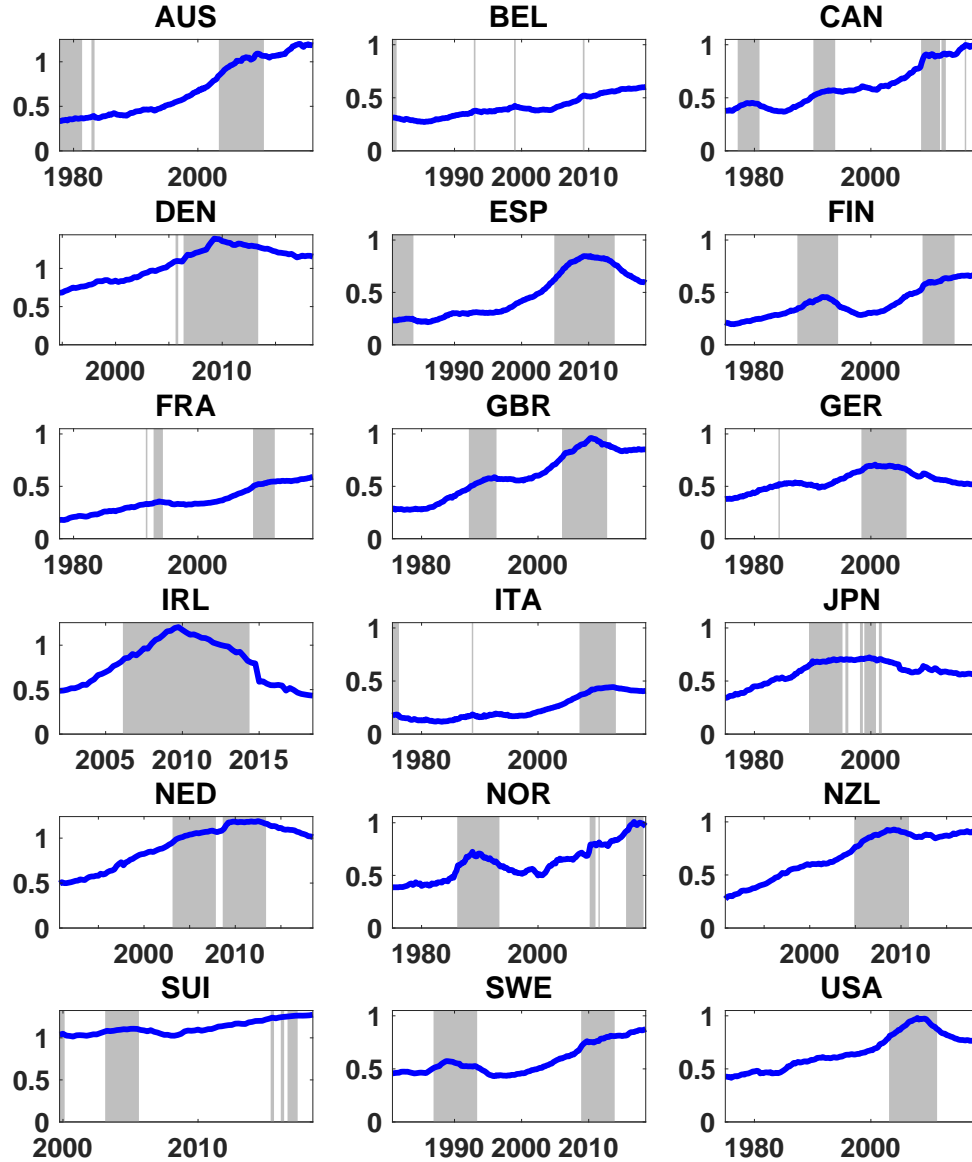 AUS BEL CAN
1 1 1
0.5 0.5 0.5
0 0 0
1980 2000 1990 2000 2010 1980 2000
DEN ESP FIN
1 1 1
0.5 0.5 0.5
0 0 0
2000 2010 1990 2000 2010 1980 2000
FRA GBR GER
1 1 1
0.5 0.5 0.5
0 0 0
1980 2000 1980 2000 1980 2000
IRL ITA JPN
1 1 1
0.5 0.5 0.5
0 0 0
2005 2010 2015 1980 2000 1980 2000
NED NOR NZL
1 1 1
0.5 0.5 0.5
0 0 0
2000 2010 1980 2000 2000 2010
SUI SWE USA
1 1 1
0.5 0.5 0.5
0 0 0
2000 2010 1990 2000 2010 1980 2000